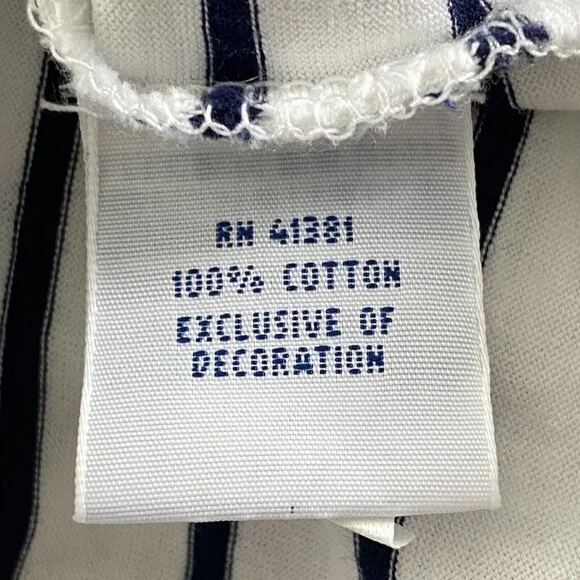 RN 41381
100% COTTON
EXCLUSIVE OF
DECORATION